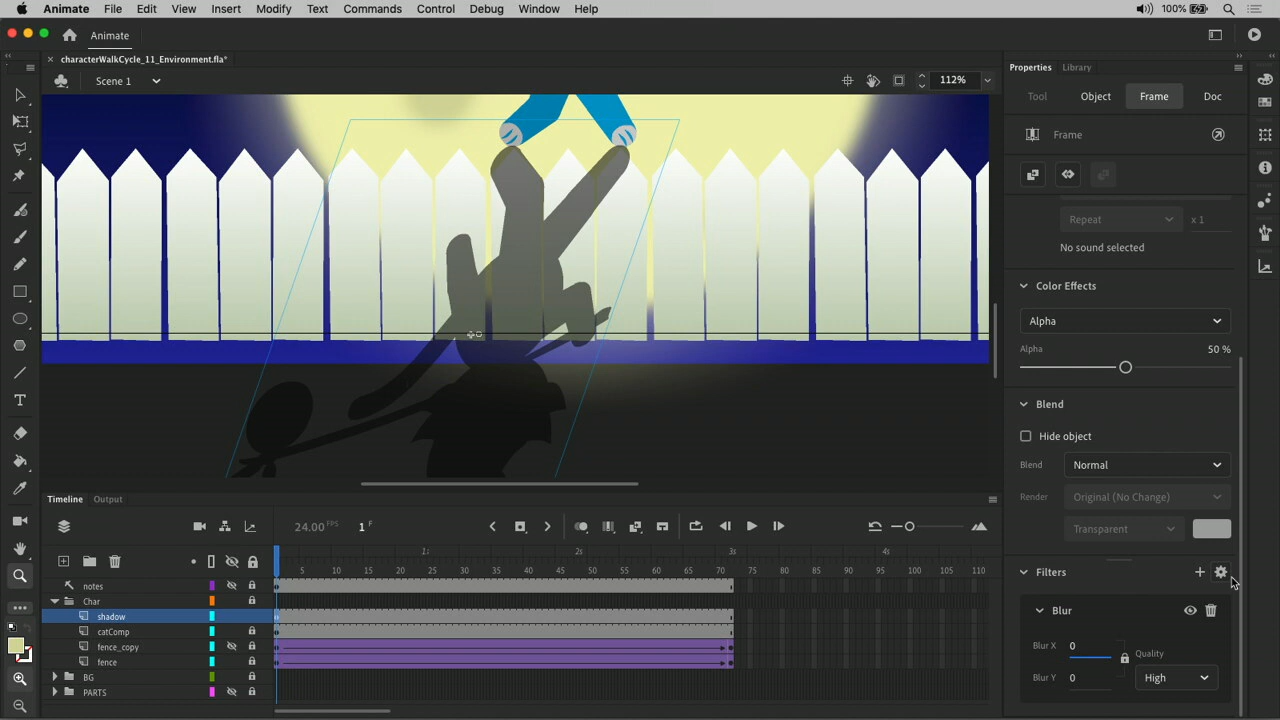 Animate File Edit View Insert Modify Text Commands Control Debug Window Help 100%
Animate
characterWalkCycle_11_Environment.fla*
Scene 1 112%
Properties Library
Tool Object Frame Doc
Frame
Repeat x 1
No sound selected
Color Effects
Alpha
Alpha 50 %
Blend
Hide object
Blend Normal
Render Original (No Change)
Transparent
Filters
Blur
Blur X 0
Quality
Blur Y 0 High
Timeline Output
24.00 FPS 1 F
1s 2s 3s 4s
5 10 15 20 25 30 35 40 45 50 55 60 65 70 75 80 85 90 95 100 105 110
notes
Char
shadow
catComp
fence_copy
fence
BG
PARTS